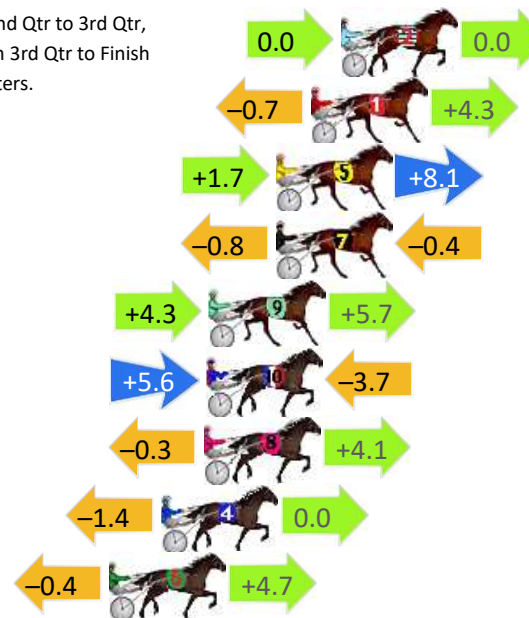 nd Qtr to 3rd Qtr,
n 3rd Qtr to Finish
ters.
0.0 2 0.0
–0.7 1 +4.3
+1.7 5 +8.1
–0.8 7 –0.4
+4.3 9 +5.7
+5.6 10 –3.7
–0.3 8 +4.1
–1.4 4 0.0
–0.4 6 +4.7